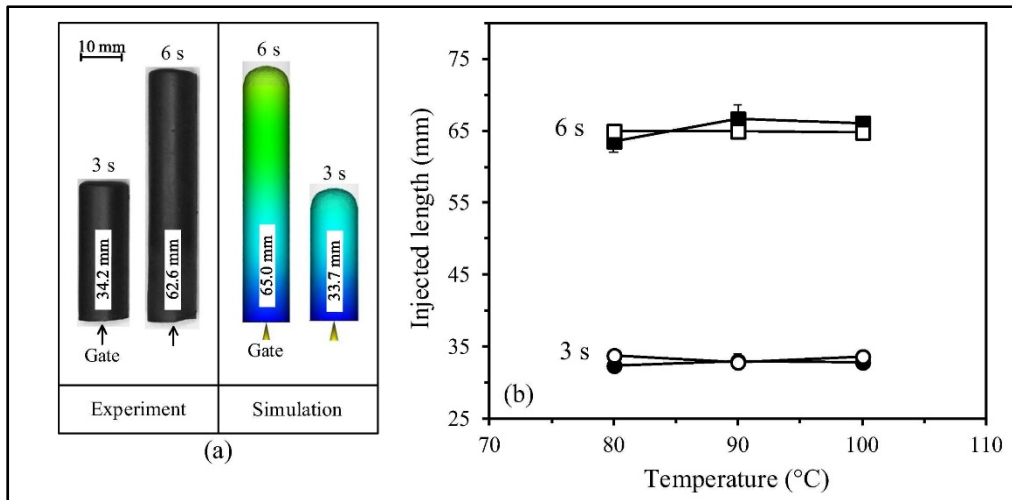 10 mm
6 s
3 s
34.2 mm
62.6 mm
Gate
Experiment
6 s
3 s
65.0 mm
33.7 mm
Gate
Simulation
(a)
Injected length (mm)
75
65
55
45
35
25
6 s
3 s
(b)
70
80
90
100
110
Temperature (°C)